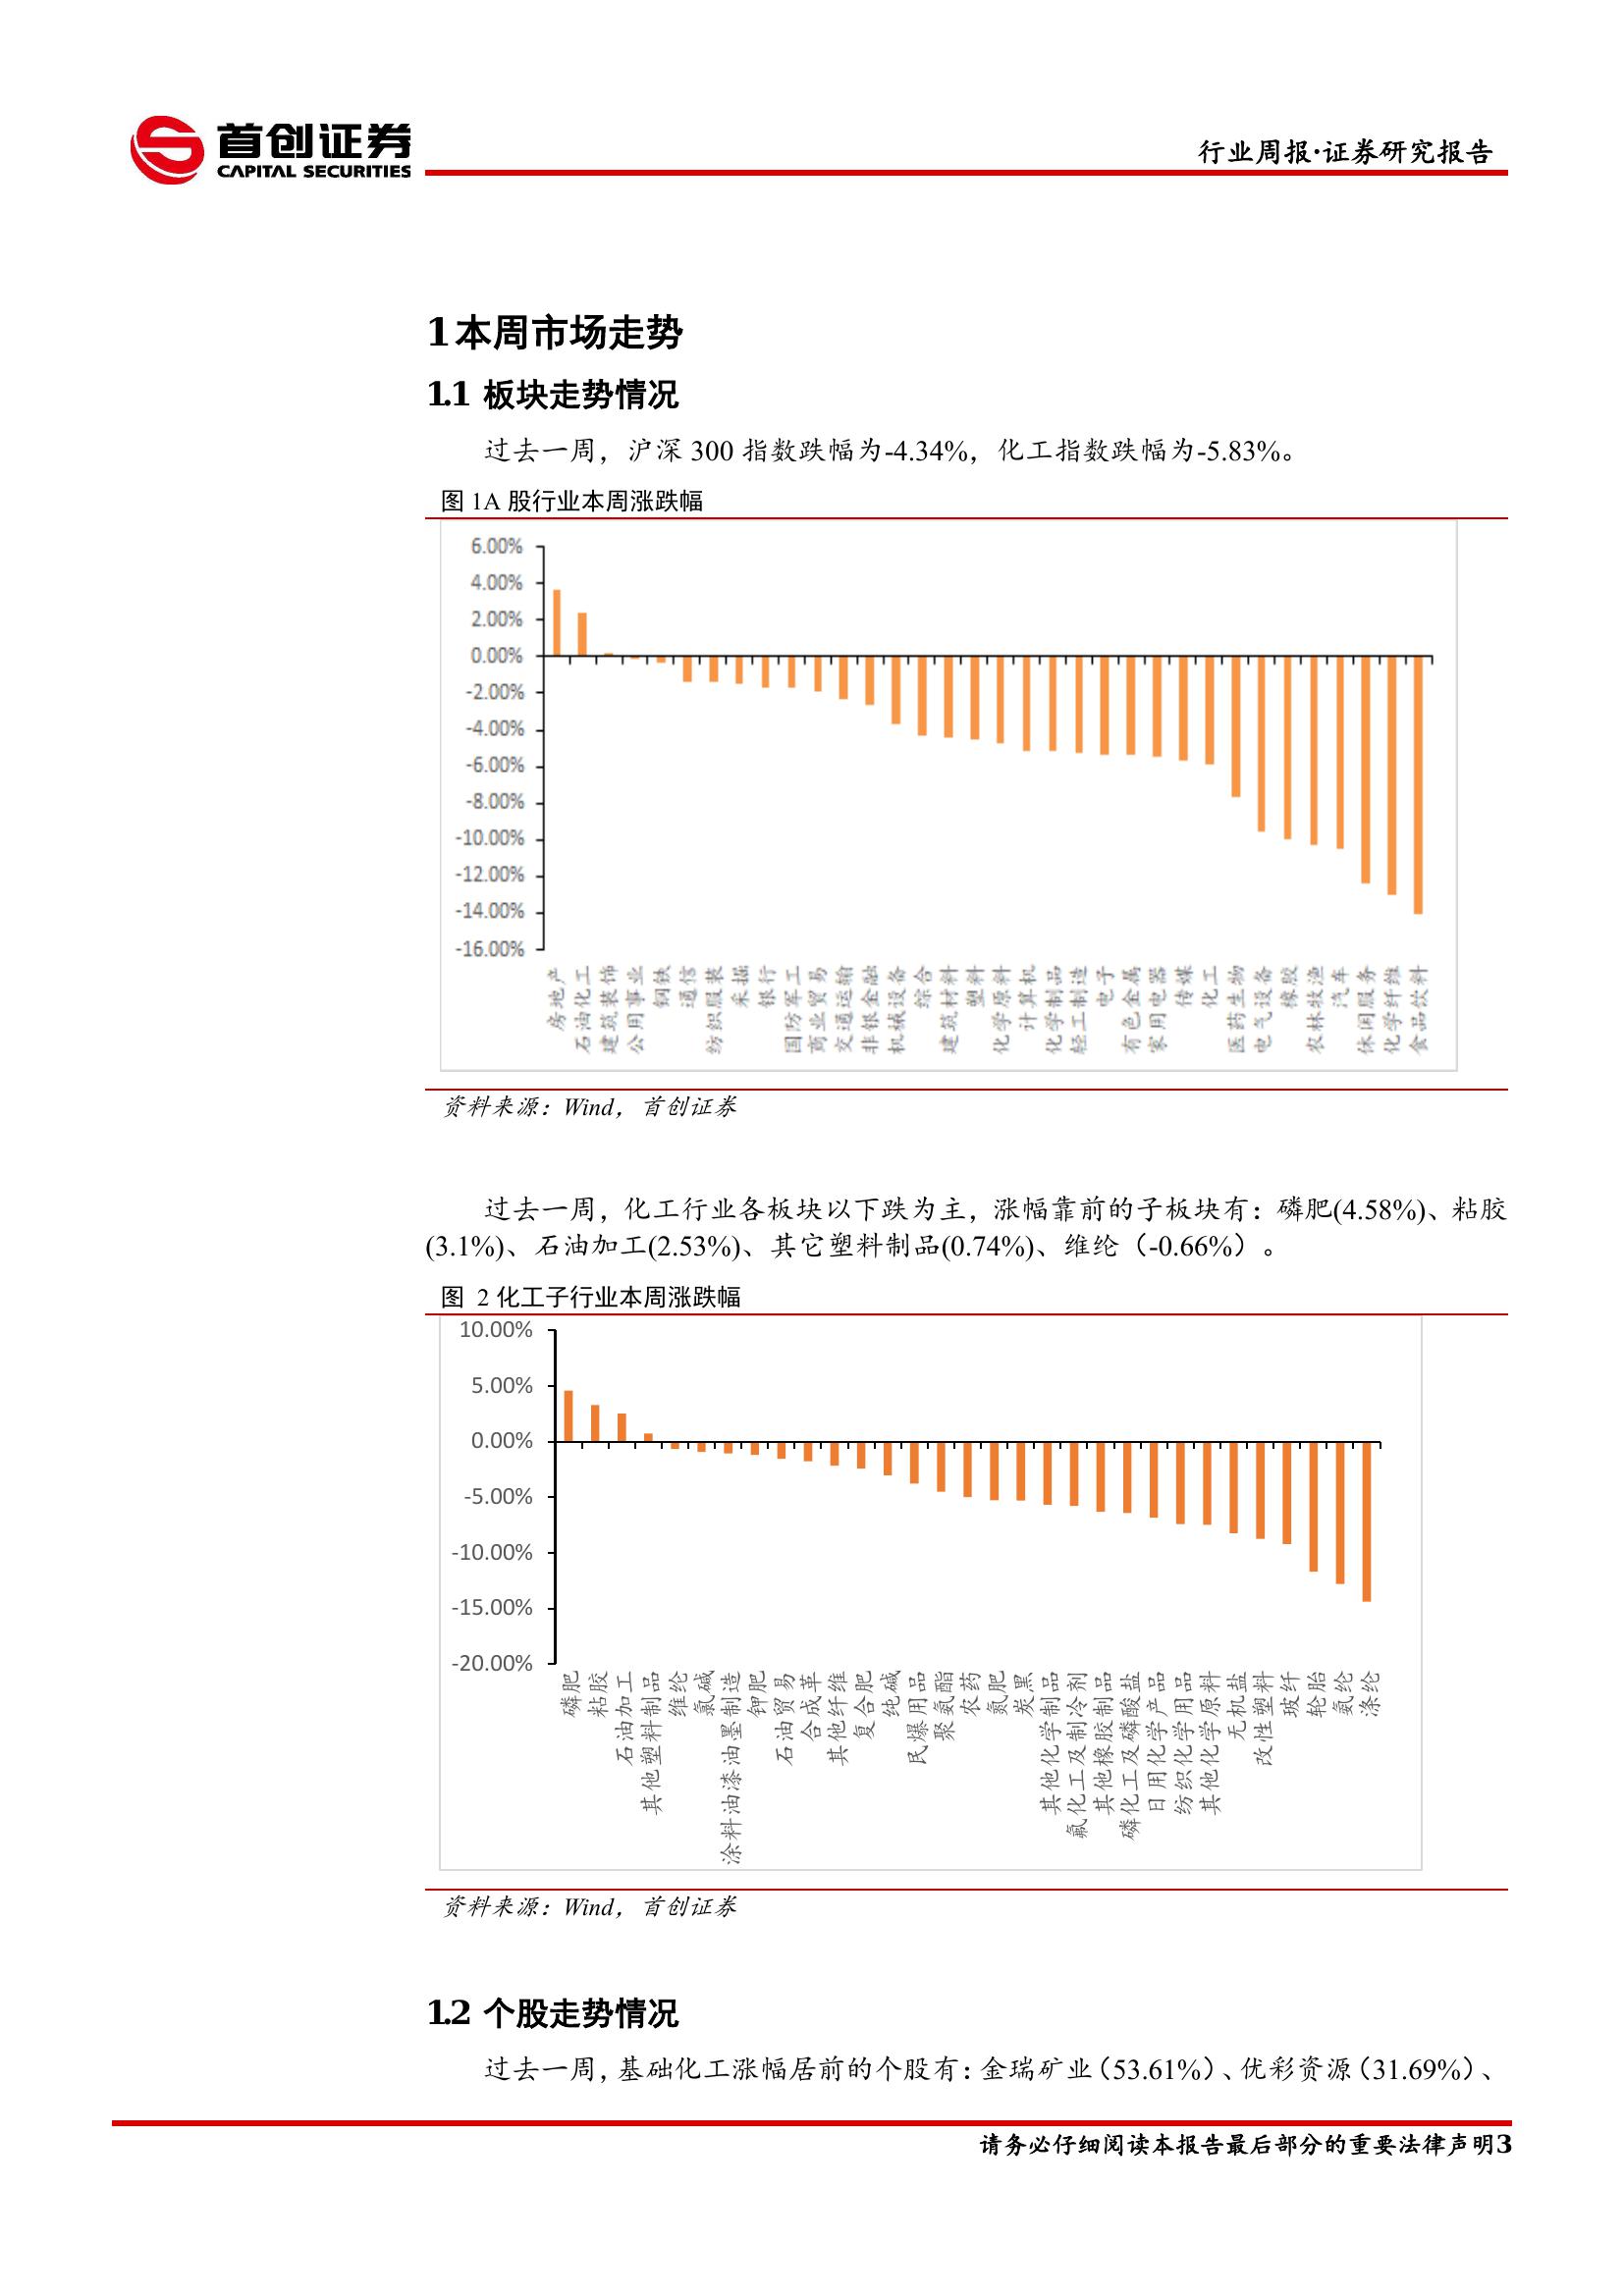 首创证券
CAPITAL SECURITIES
行业周报·证券研究报告
1本周市场走势
1.1 板块走势情况
过去一周，沪深 300 指数跌幅为-4.34%，化工指数跌幅为-5.83%。
图 1A 股行业本周涨跌幅
6.00%
4.00%
2.00%
0.00%
-2.00%
-4.00%
-6.00%
-8.00%
-10.00%
-12.00%
-14.00%
-16.00%
房地产
石油化工
建筑装饰
公用事业
钢铁
通信
纺织服装
采掘
银行
国防军工
商业贸易
交通运输
非银金融
机械设备
综合
建筑材料
塑料
化学原料
计算机
化学制品
轻工制造
电子
有色金属
家用电器
传媒
化工
医药生物
电气设备
橡胶
农林牧渔
汽车
休闲服务
化学纤维
食品饮料
资料来源：Wind，首创证券
过去一周，化工行业各板块以下跌为主，涨幅靠前的子板块有：磷肥(4.58%)、粘胶
(3.1%)、石油加工(2.53%)、其它塑料制品(0.74%)、维纶（-0.66%）。
图 2 化工子行业本周涨跌幅
10.00%
5.00%
0.00%
-5.00%
-10.00%
-15.00%
-20.00%
磷肥
粘胶
石油加工
其他塑料制品
维纶
氯碱
涂料油漆油墨制造
钾肥
石油贸易
合成革
其他纤维
复合肥
纯碱
民爆用品
聚氨酯
农药
氮肥
炭黑
其他化学制品
氟化工及制冷剂
其他橡胶制品
磷化工及磷酸盐
日用化学产品
纺织化学用品
其他化学原料
无机盐
改性塑料
玻纤
轮胎
氨纶
涤纶
资料来源：Wind，首创证券
1.2 个股走势情况
过去一周，基础化工涨幅居前的个股有：金瑞矿业（53.61%）、优彩资源（31.69%）、
请务必仔细阅读本报告最后部分的重要法律声明3